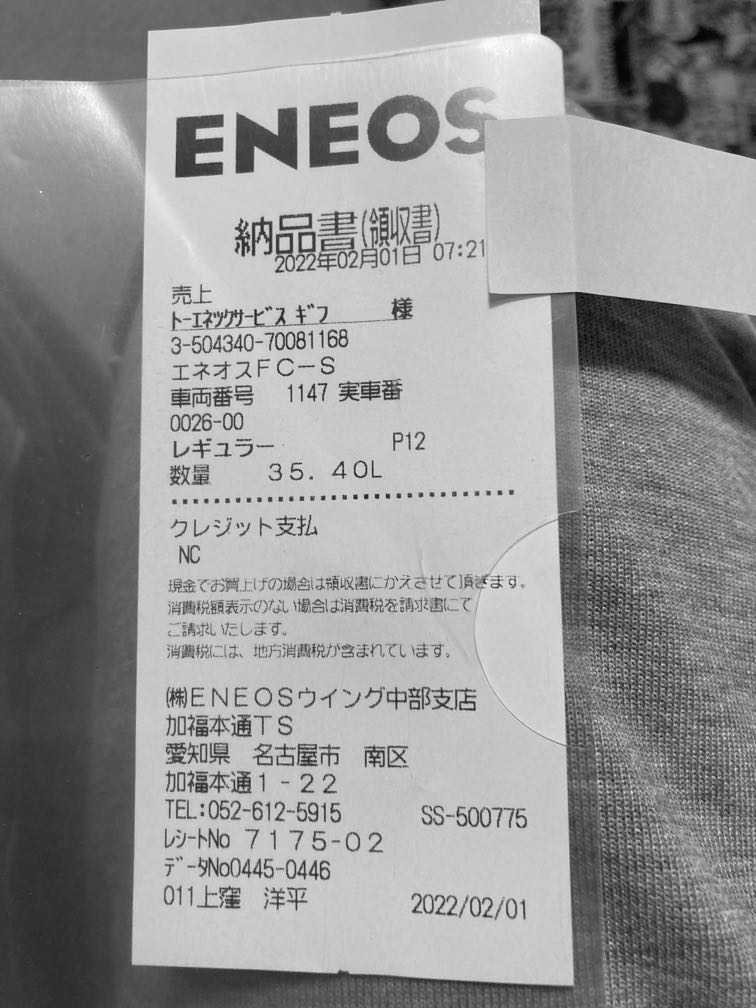 ENEOS
納品書(領収書)
2022年02月01日 07:21
売上
トーエネックサービス ギフ 様
3-504340-70081168
エネオスFC-S
車両番号 1147 実車番
0026-00
レギュラー P12
数量 35.40L
クレジット支払
NC
現金でお買上げの場合は領収書にかえさせて頂きます。
消費税額表示のない場合は消費税を請求書にて
ご請求いたします。
消費税には、地方消費税が含まれています。
(株)ENEOSウイング中部支店
加福本通TS
愛知県 名古屋市 南区
加福本通1-22
TEL:052-612-5915 SS-500775
レシートNo 7175-02
データNo0445-0446
011上窪 洋平 2022/02/01